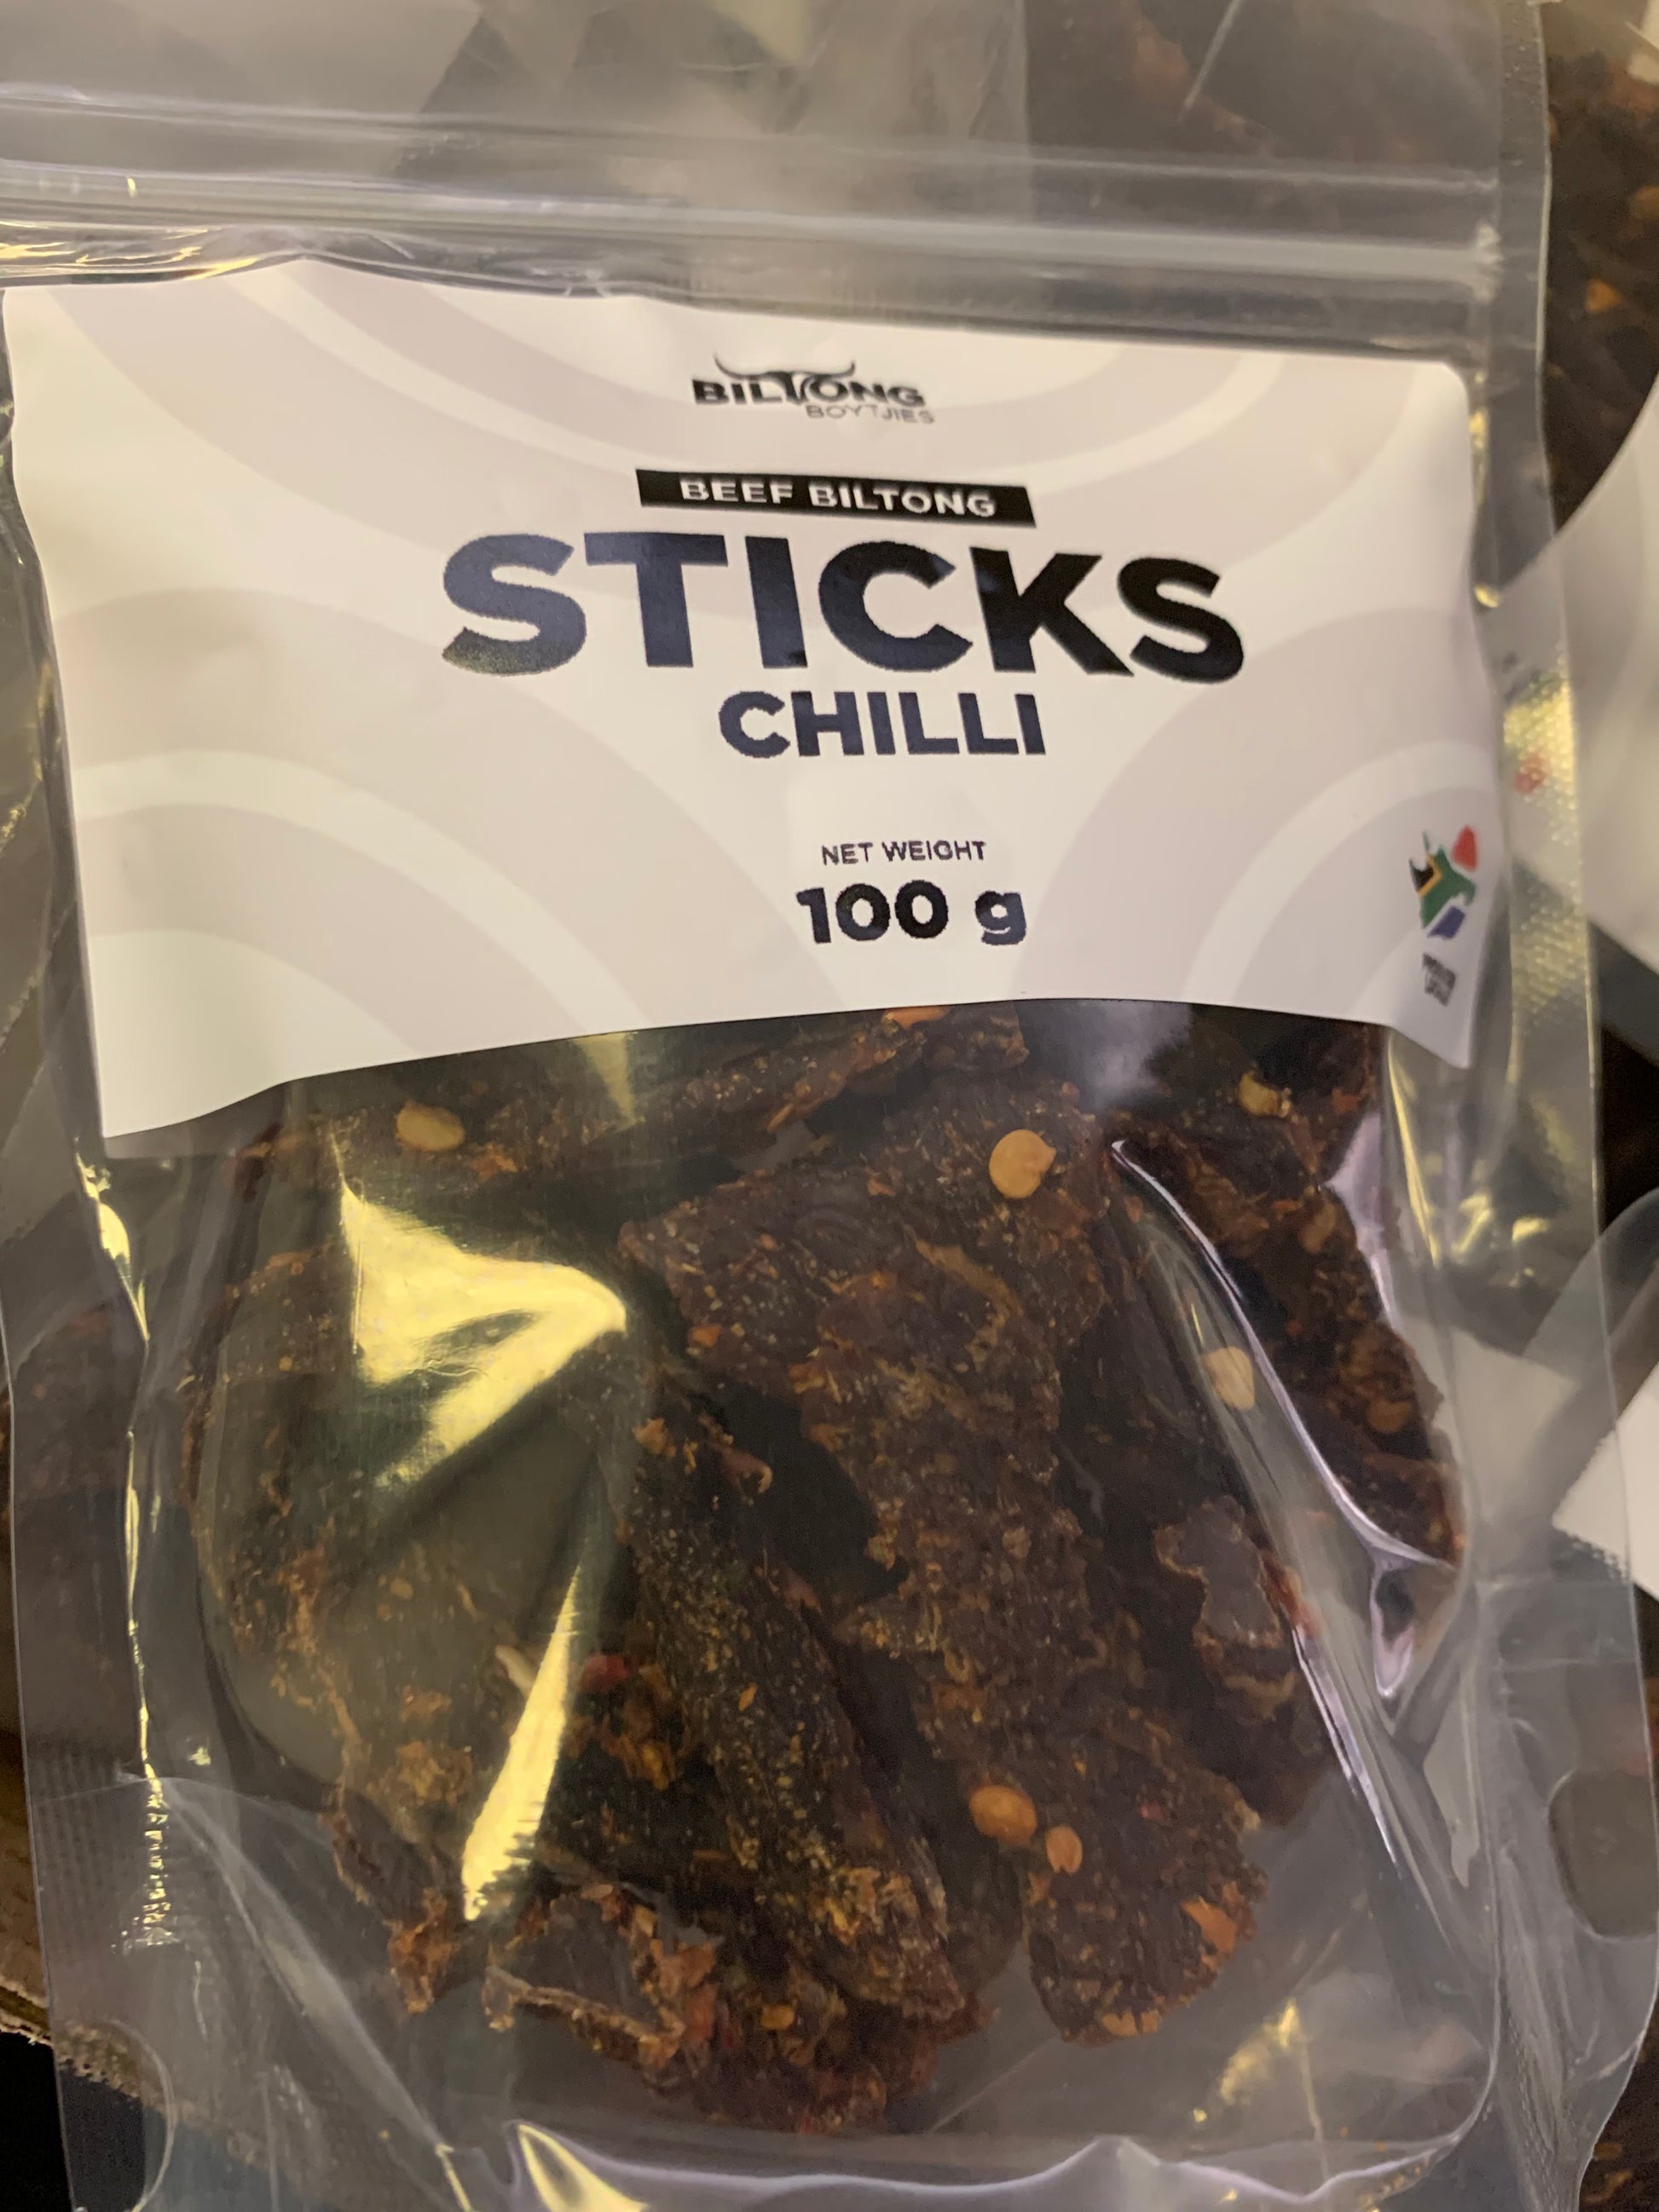 BILTONG
BOYTJIES
BEEF BILTONG
STICKS
CHILLI
NET WEIGHT
100 g